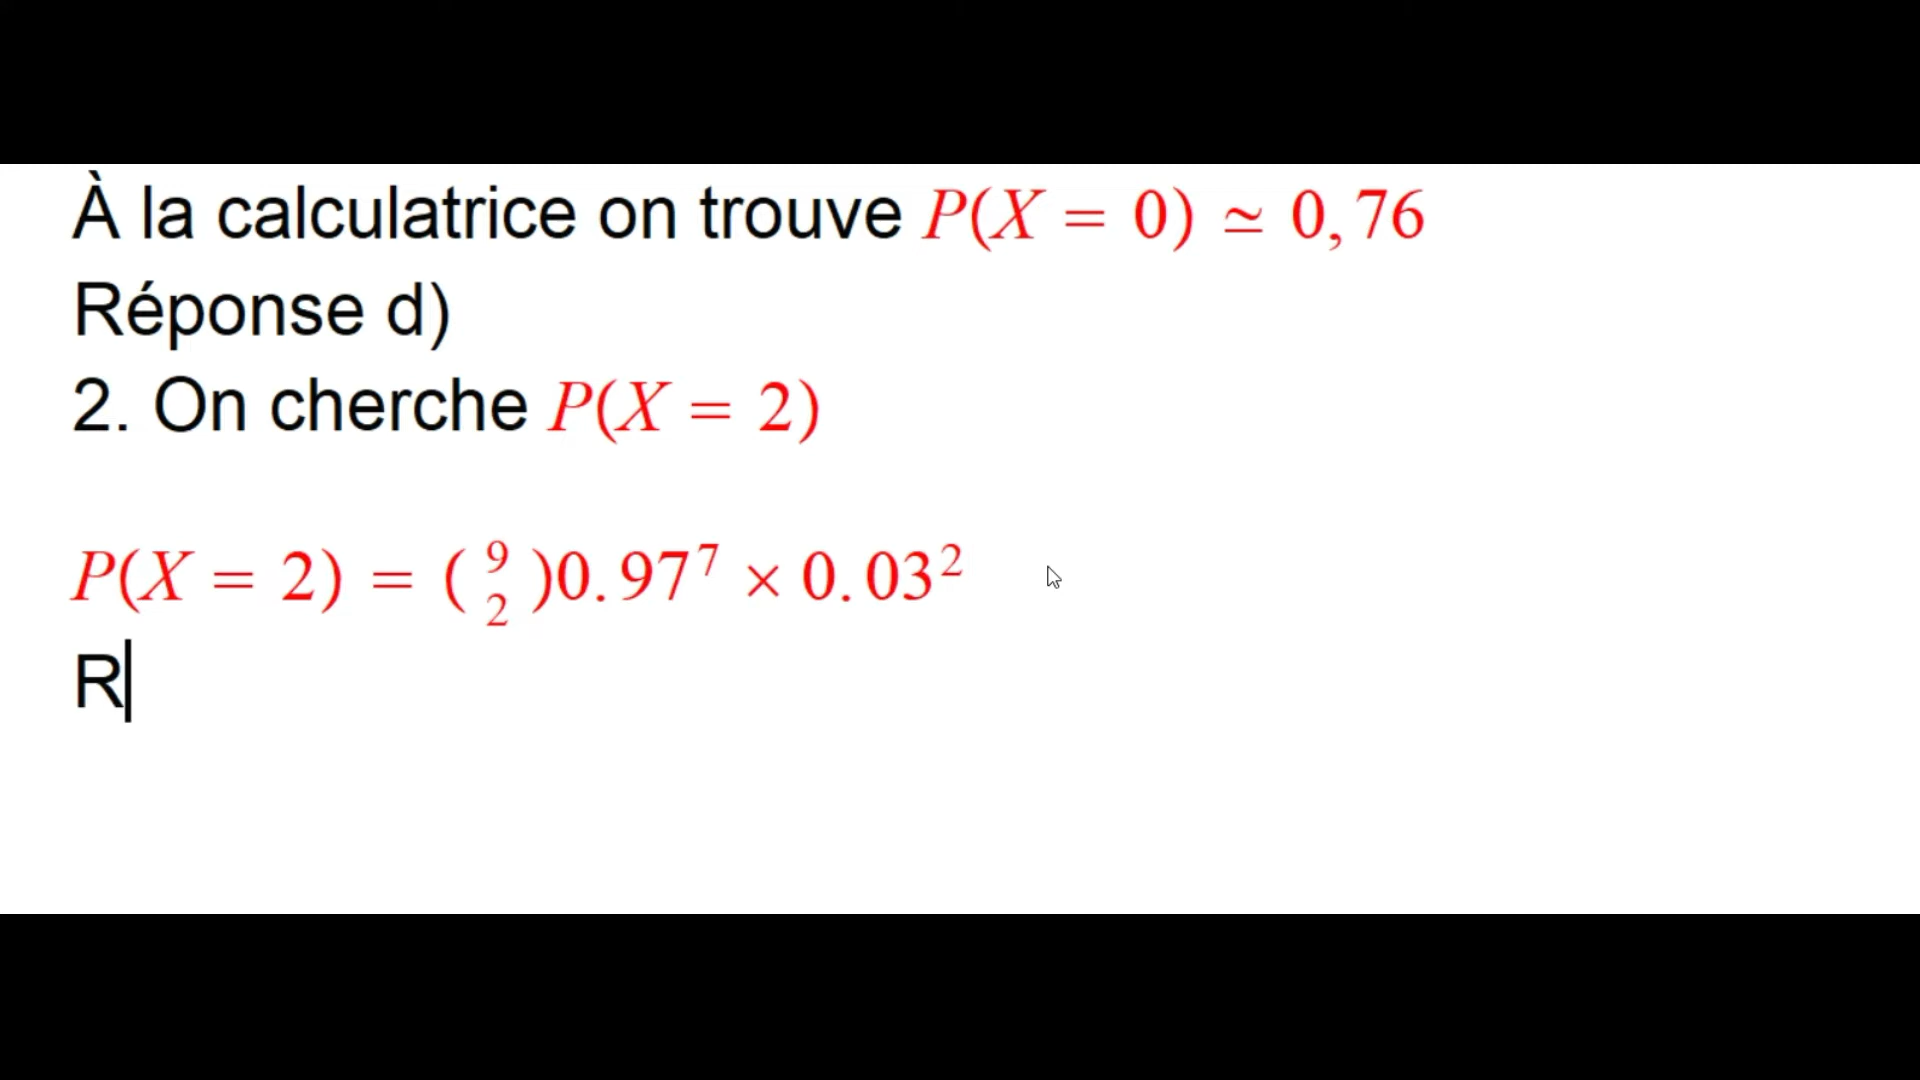 À la calculatrice on trouve P(X = 0) ≃ 0,76
Réponse d)
2. On cherche P(X = 2)
P(X = 2) = ( 9 2 )0.97⁷ × 0.03²
R